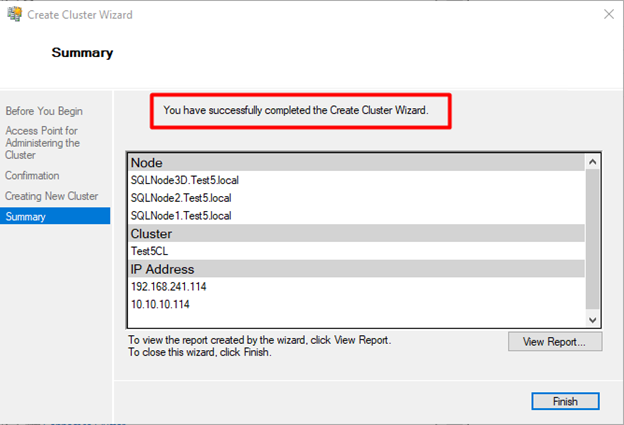 Create Cluster Wizard
Summary
Before You Begin
Access Point for
Administering the
Cluster
Confirmation
Creating New Cluster
Summary
You have successfully completed the Create Cluster Wizard.
Node
SQLNode3D.Test5.local
SQLNode2.Test5.local
SQLNode1.Test5.local
Cluster
Test5CL
IP Address
192.168.241.114
10.10.10.114
To view the report created by the wizard, click View Report.
To close this wizard, click Finish.
View Report...
Finish